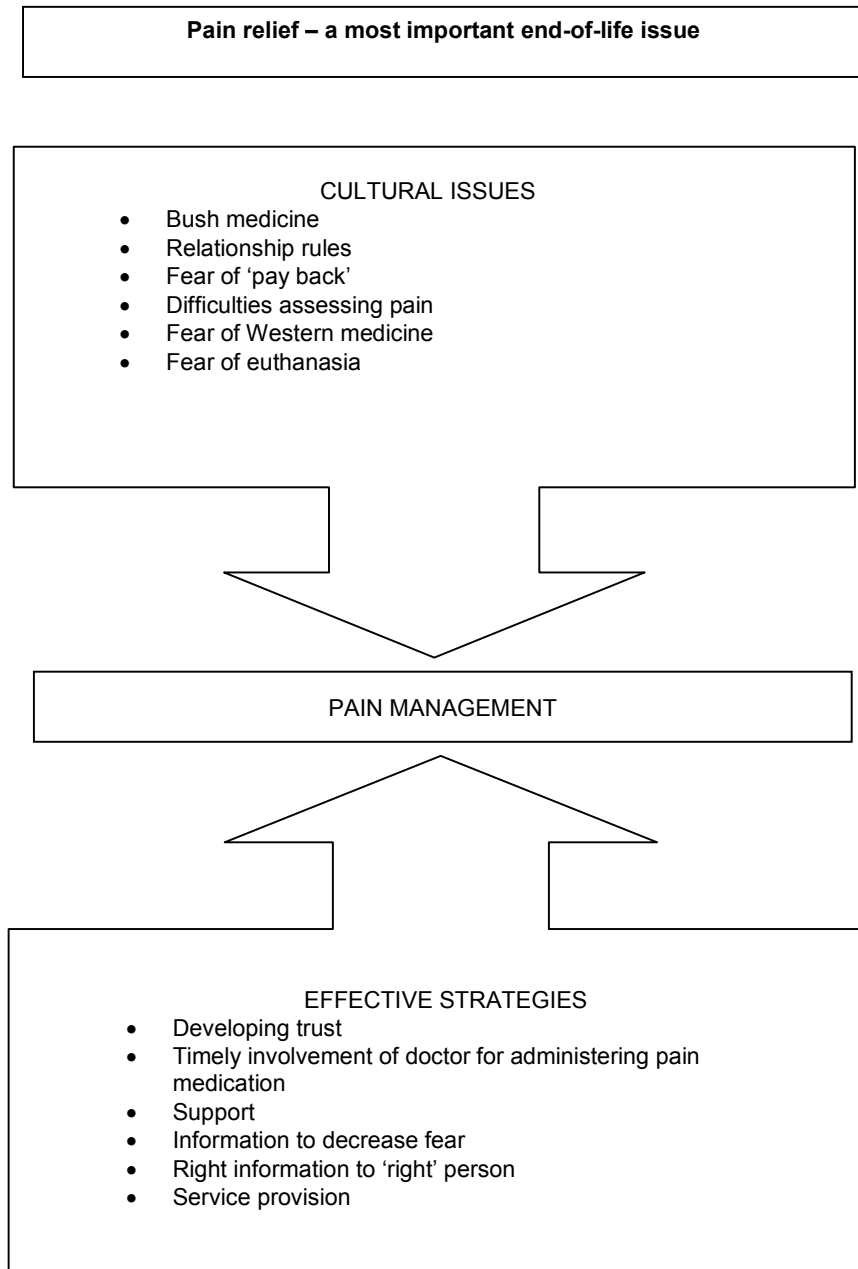 Pain relief – a most important end-of-life issue
CULTURAL ISSUES
• Bush medicine
• Relationship rules
• Fear of ‘pay back’
• Difficulties assessing pain
• Fear of Western medicine
• Fear of euthanasia
PAIN MANAGEMENT
EFFECTIVE STRATEGIES
• Developing trust
• Timely involvement of doctor for administering pain
medication
• Support
• Information to decrease fear
• Right information to ‘right’ person
• Service provision